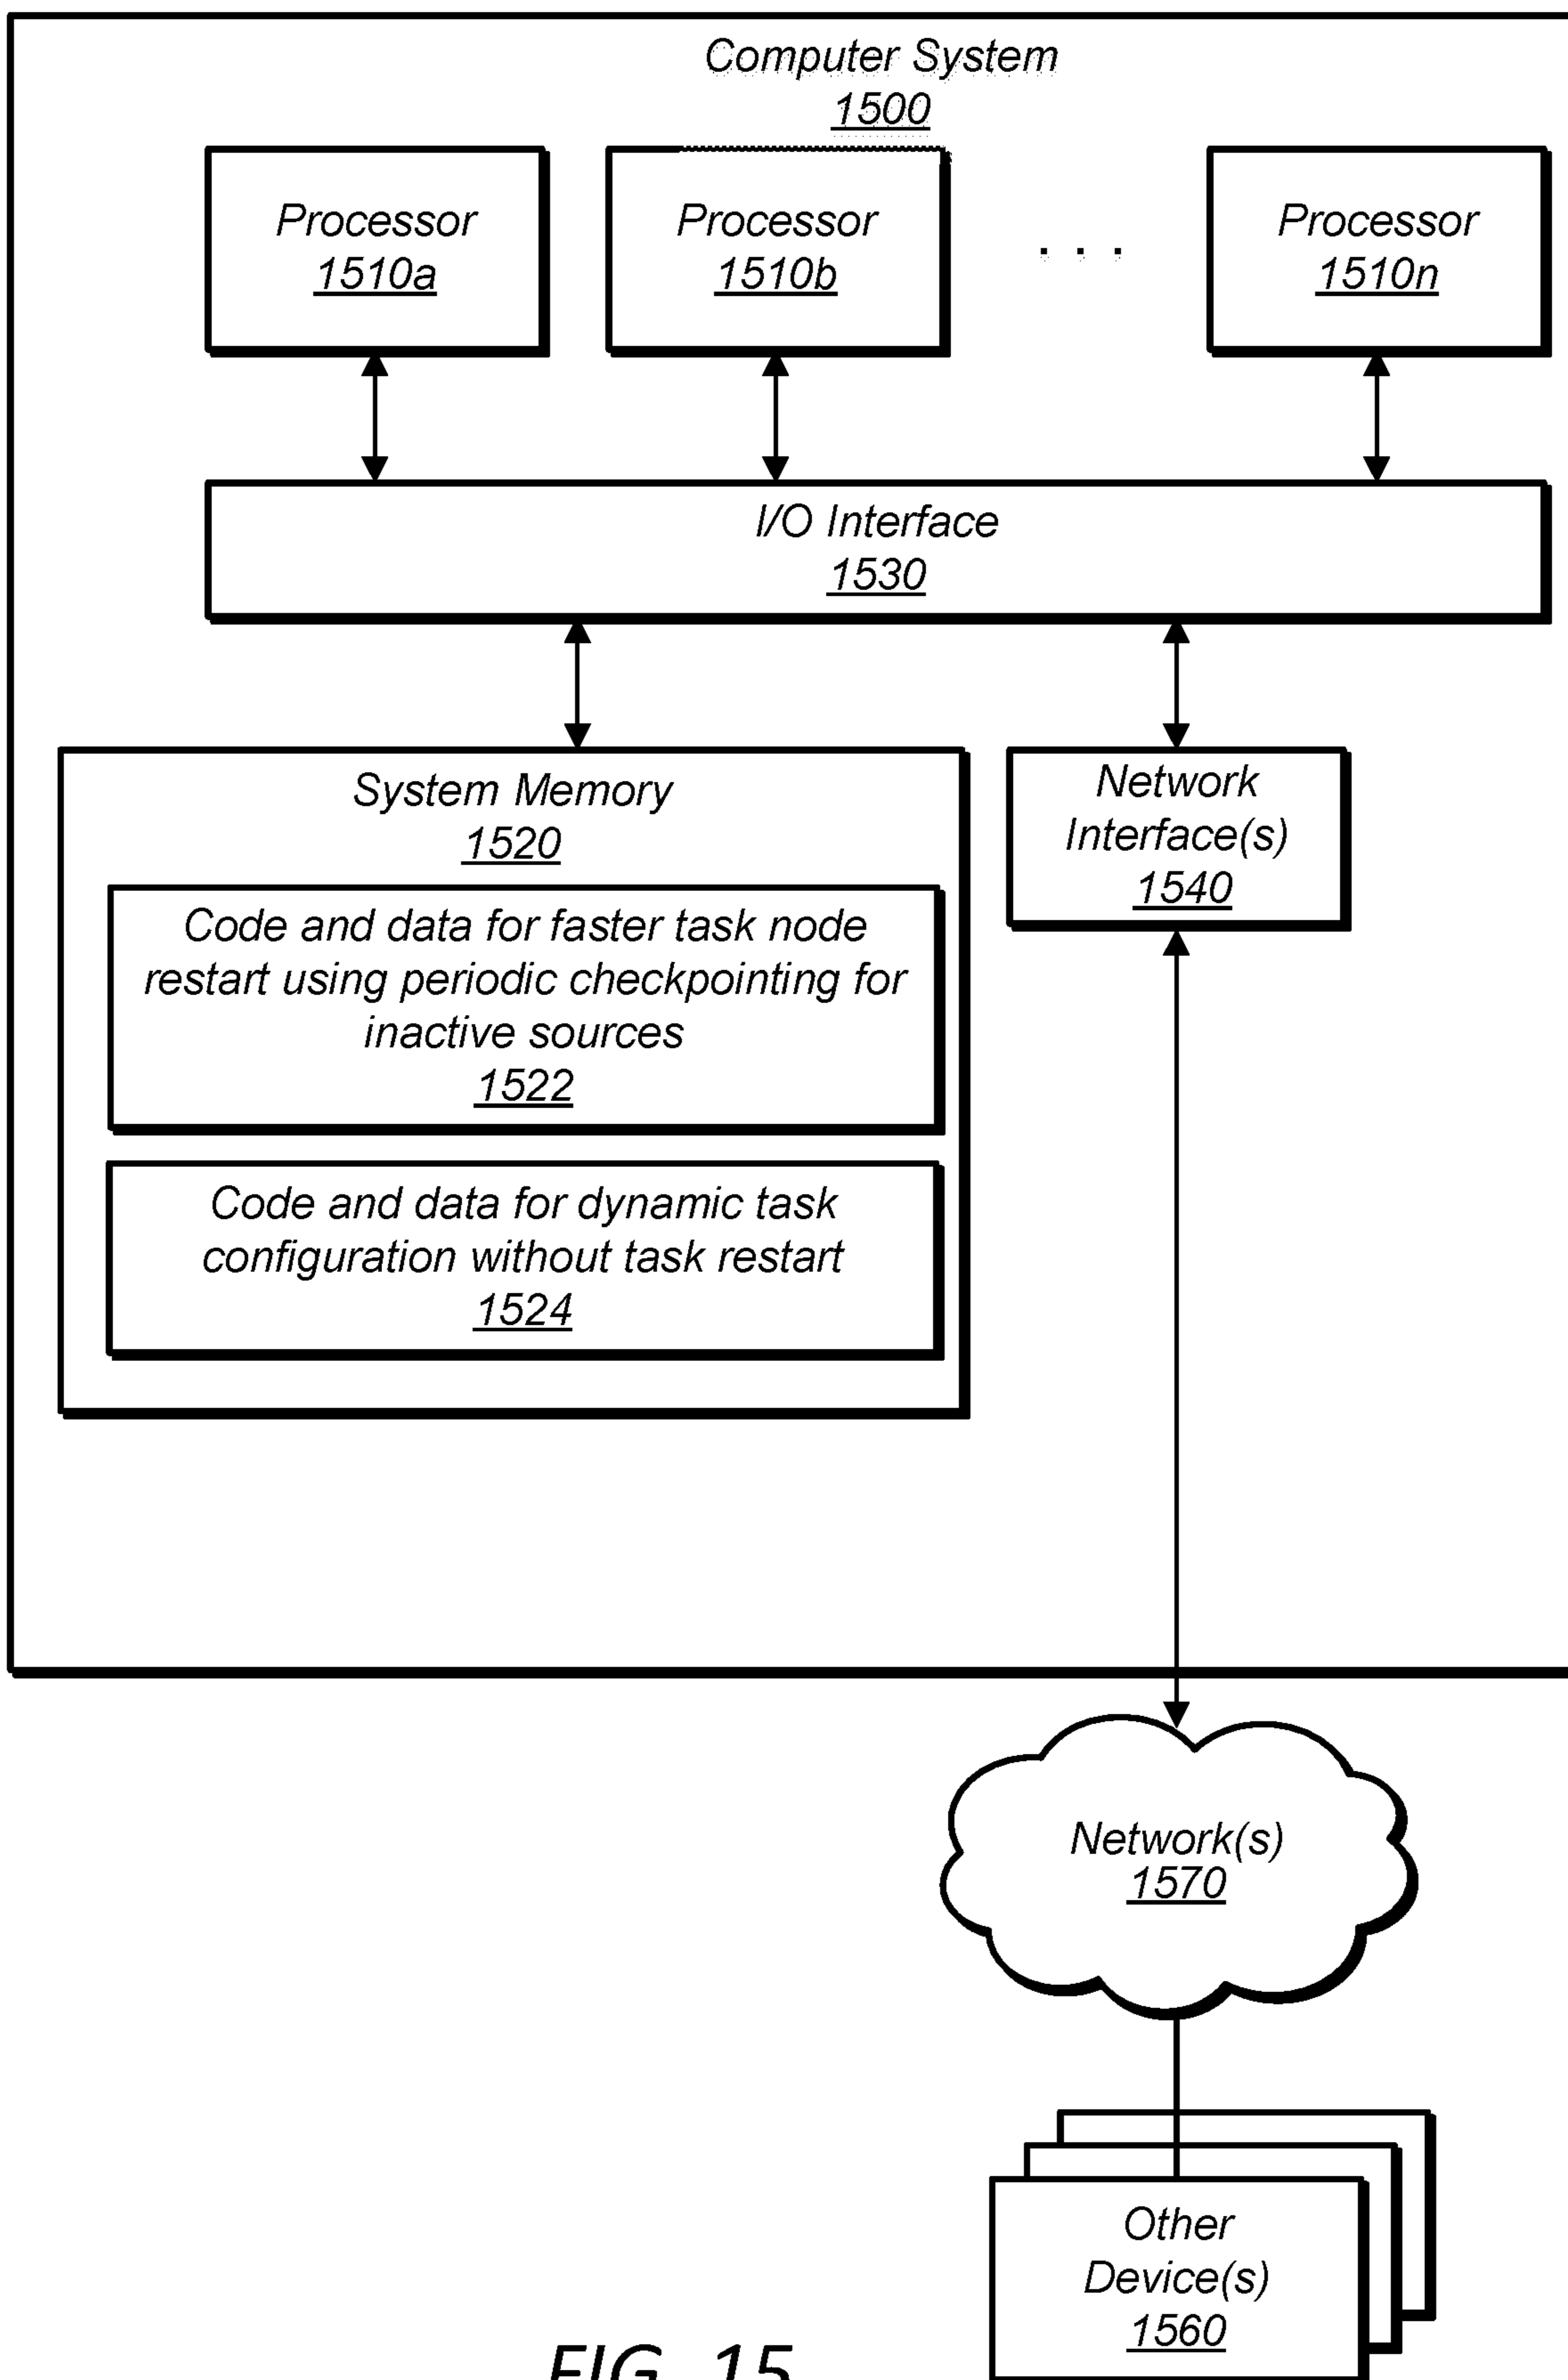 Computer System
1500
Processor
1510a
Processor
1510b
. . .
Processor
1510n
I/O Interface
1530
System Memory
1520
Code and data for faster task node
restart using periodic checkpointing for
inactive sources
1522
Code and data for dynamic task
configuration without task restart
1524
Network
Interface(s)
1540
Network(s)
1570
Other
Device(s)
1560
FIG. 15